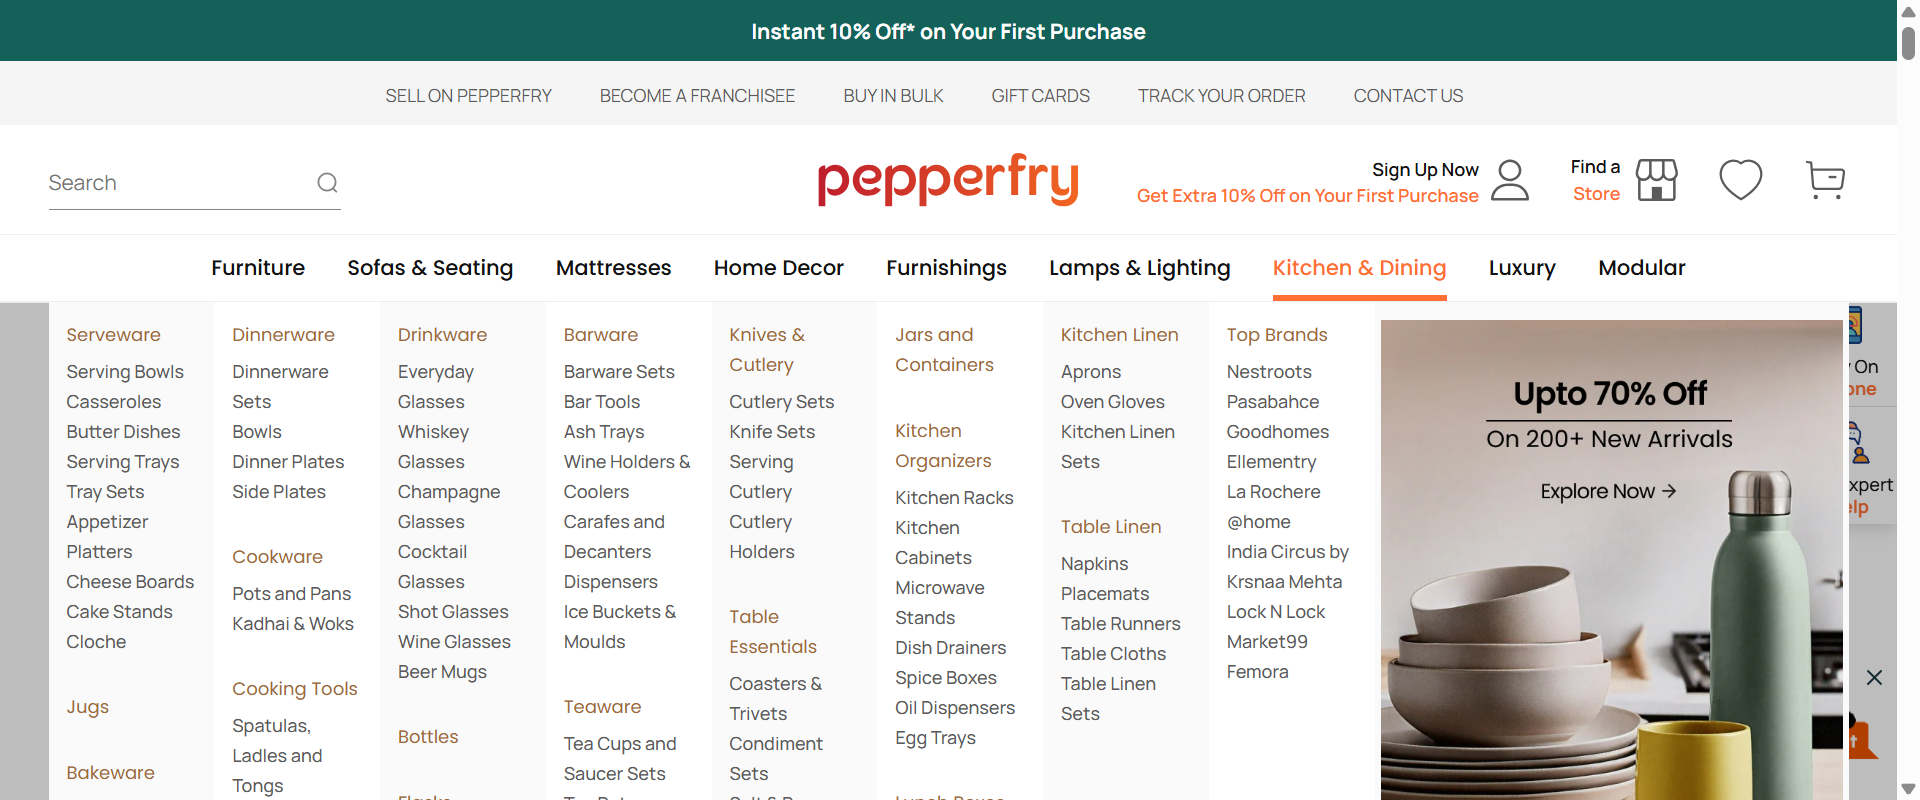 Instant 10% Off* on Your First Purchase
SELL ON PEPPERFRY BECOME A FRANCHISEE BUY IN BULK GIFT CARDS TRACK YOUR ORDER CONTACT US
Search
pepperfry
Sign Up Now
Get Extra 10% Off on Your First Purchase
Find a
Store
Furniture Sofas & Seating Mattresses Home Decor Furnishings Lamps & Lighting Kitchen & Dining Luxury Modular
Serveware
Serving Bowls
Casseroles
Butter Dishes
Serving Trays
Tray Sets
Appetizer
Platters
Cheese Boards
Cake Stands
Cloche
Jugs
Bakeware
Dinnerware
Dinnerware
Sets
Bowls
Dinner Plates
Side Plates
Cookware
Pots and Pans
Kadhai & Woks
Cooking Tools
Spatulas,
Ladles and
Tongs
Drinkware
Everyday
Glasses
Whiskey
Glasses
Champagne
Glasses
Cocktail
Glasses
Shot Glasses
Wine Glasses
Beer Mugs
Bottles
Barware
Barware Sets
Bar Tools
Ash Trays
Wine Holders &
Coolers
Carafes and
Decanters
Dispensers
Ice Buckets &
Moulds
Teaware
Tea Cups and
Saucer Sets
Knives &
Cutlery
Cutlery Sets
Knife Sets
Serving
Cutlery
Cutlery
Holders
Table
Essentials
Coasters &
Trivets
Condiment
Sets
Jars and
Containers
Kitchen
Organizers
Kitchen Racks
Kitchen
Cabinets
Microwave
Stands
Dish Drainers
Spice Boxes
Oil Dispensers
Egg Trays
Kitchen Linen
Aprons
Oven Gloves
Kitchen Linen
Sets
Table Linen
Napkins
Placemats
Table Runners
Table Cloths
Table Linen
Sets
Top Brands
Nestroots
Pasabahce
Goodhomes
Ellementry
La Rochere
@home
India Circus by
Krsnaa Mehta
Lock N Lock
Market99
Femora
Upto 70% Off
On 200+ New Arrivals
Explore Now →
On